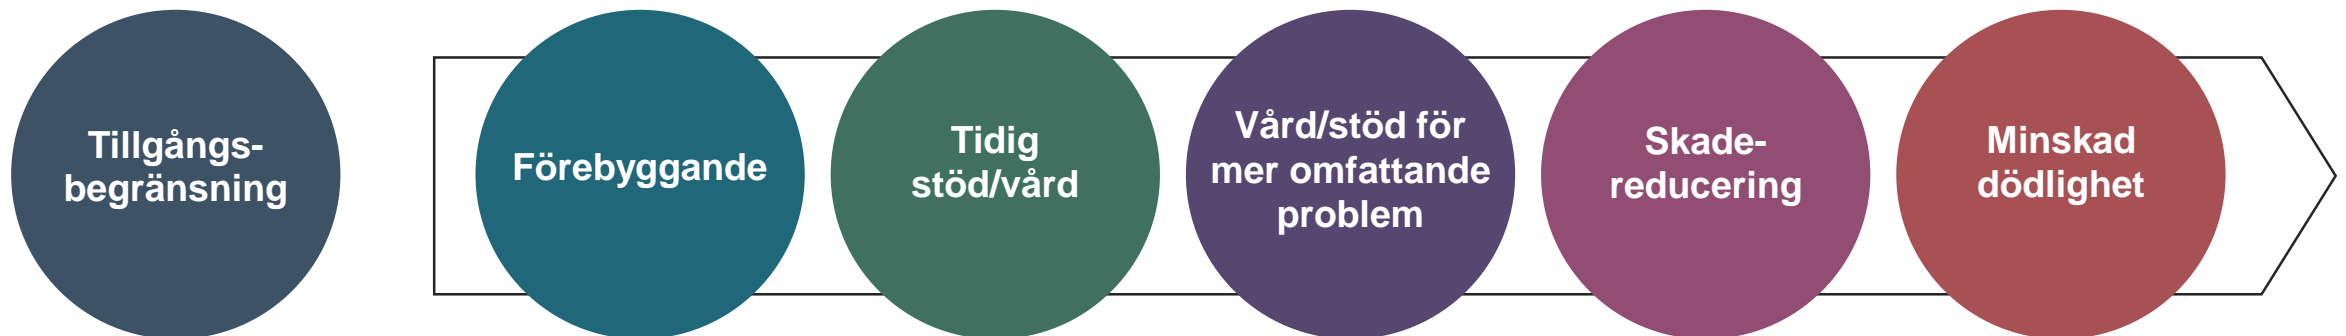 Tillgångs-
begränsning
Förebyggande
Tidig
stöd/vård
Vård/stöd för
mer omfattande
problem
Skade-
reducering
Minskad
dödlighet